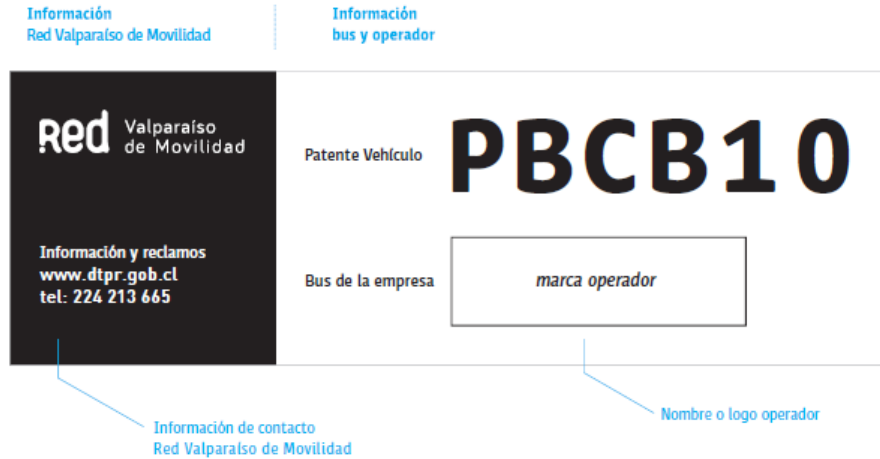 Información
Red Valparaíso de Movilidad
Información
bus y operador
Red Valparaíso
de Movilidad
Patente Vehículo
PBCB10
Información y reclamos
www.dtpr.gob.cl
tel: 224 213 665
Bus de la empresa
marca operador
Información de contacto
Red Valparaíso de Movilidad
Nombre o logo operador